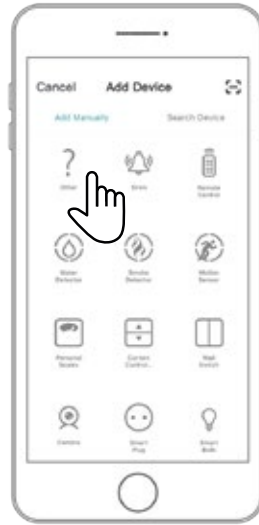 Cancel Add Device
Add Manually Search Device
? 
Other Siren Remote
Control
Water Smoke Motion
Detector Detector Sensor
Personal Curtain Wall
Scales Control... Switch
Camera Smart Smart
Plug Bulb